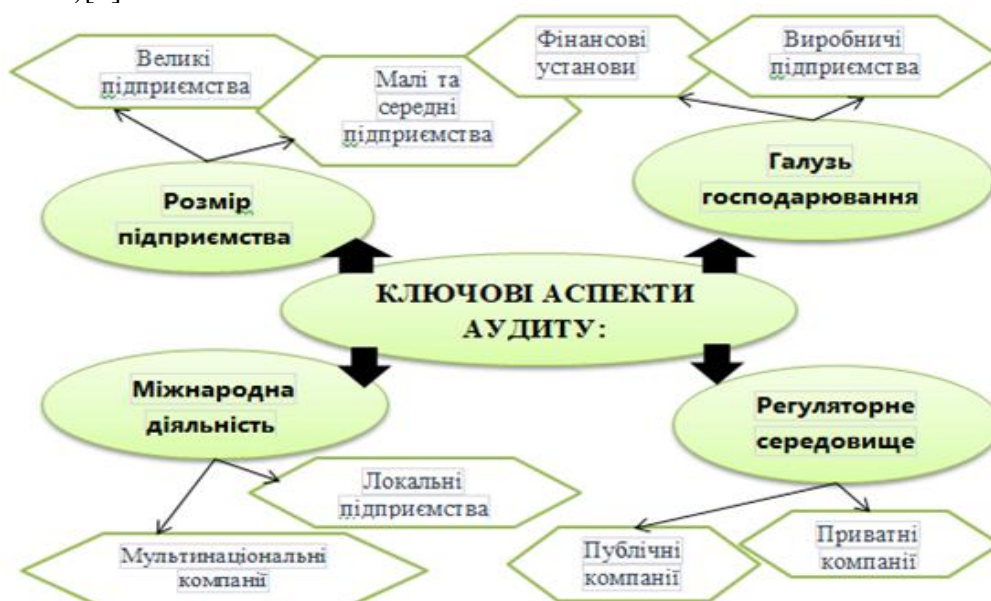 Великі
підприємства
Малі та
середні
підприємства
Фінансові
установи
Виробничі
підприємства
Розмір
підприємства
Галузь
господарювання
КЛЮЧОВІ АСПЕКТИ
АУДИТУ:
Міжнародна
діяльність
Регуляторне
середовище
Локальні
підприємства
Мультинаціональні
компанії
Публічні
компанії
Приватні
компанії